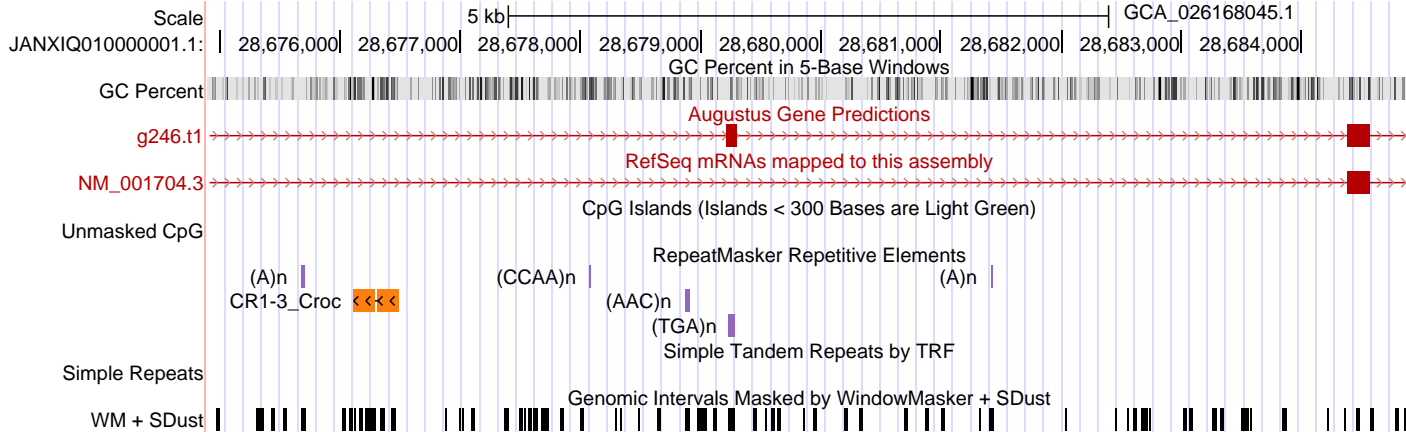 Scale 5 kb GCA_026168045.1
JANXIQ010000001.1: 28,676,000 28,677,000 28,678,000 28,679,000 28,680,000 28,681,000 28,682,000 28,683,000 28,684,000
GC Percent in 5-Base Windows
GC Percent
Augustus Gene Predictions
g246.t1
RefSeq mRNAs mapped to this assembly
NM_001704.3
CpG Islands (Islands < 300 Bases are Light Green)
Unmasked CpG
RepeatMasker Repetitive Elements
(A)n (CCAA)n (A)n
CR1-3_Croc (AAC)n
(TGA)n
Simple Tandem Repeats by TRF
Simple Repeats
Genomic Intervals Masked by WindowMasker + SDust
WM + SDust